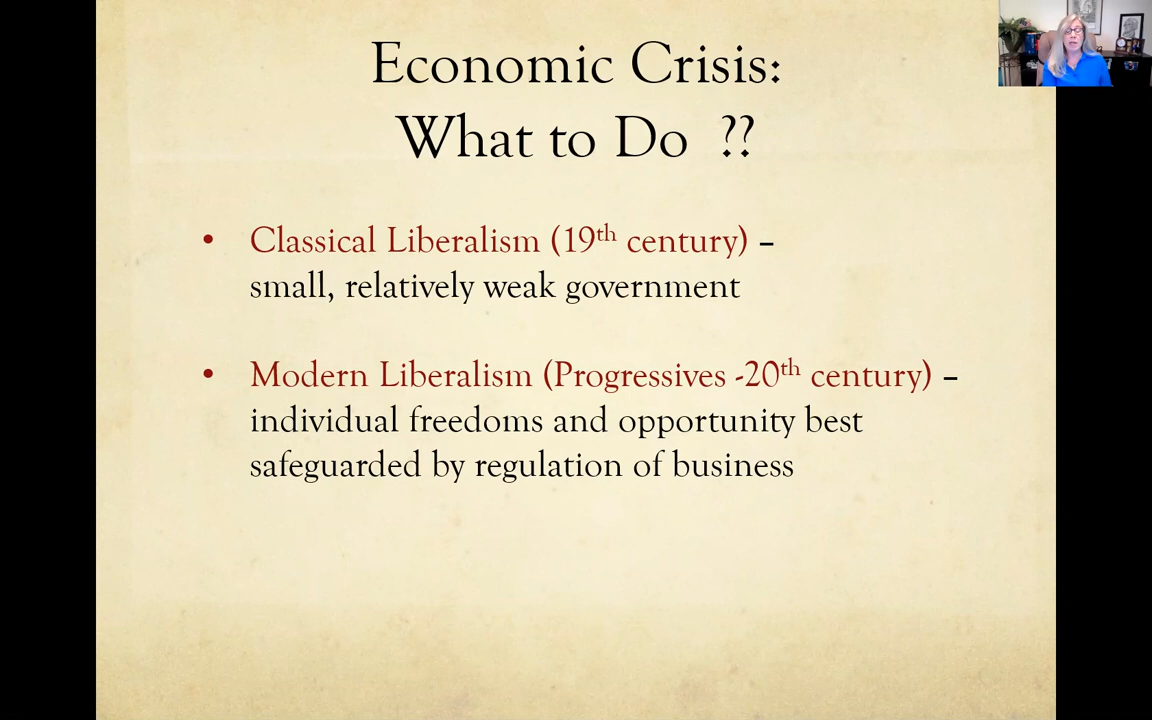 Economic Crisis:
What to Do ??
• Classical Liberalism (19th century) –
small, relatively weak government
• Modern Liberalism (Progressives -20th century) –
individual freedoms and opportunity best
safeguarded by regulation of business